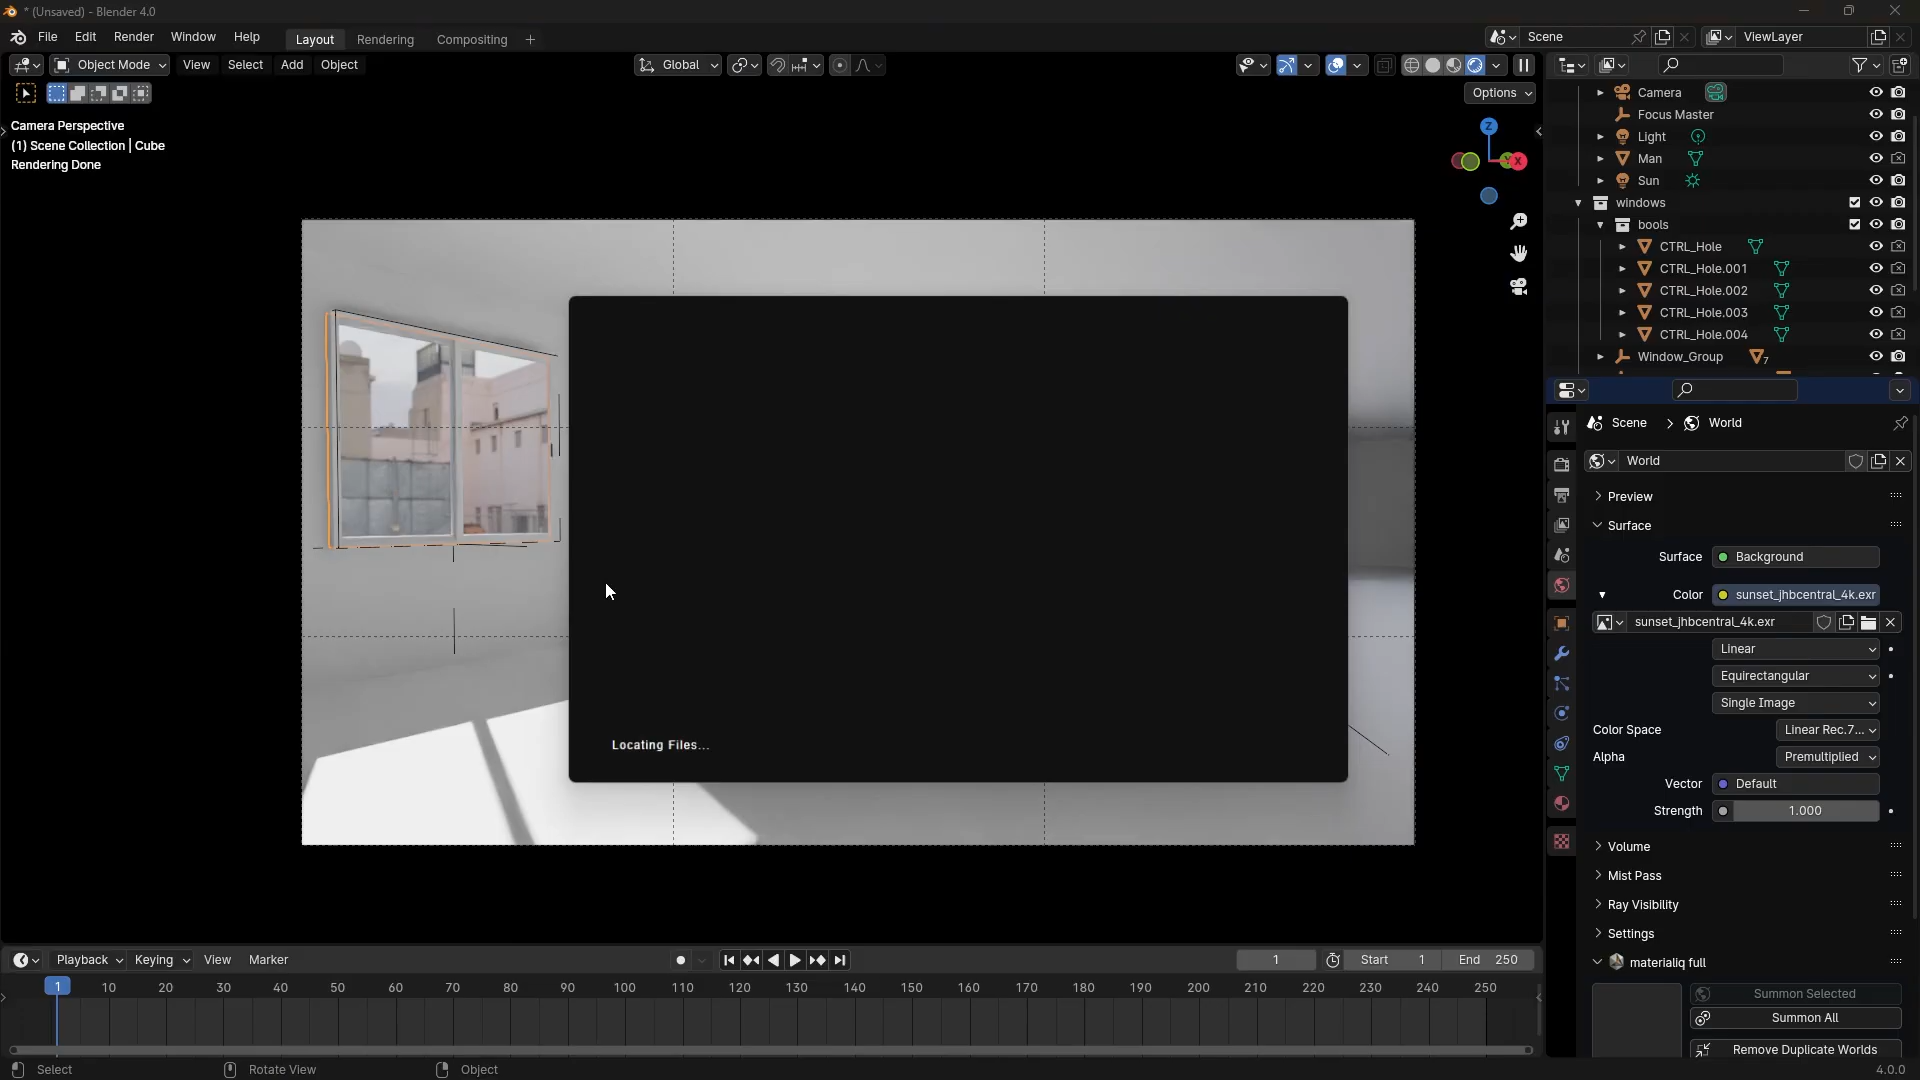 * (Unsaved) - Blender 4.0
File Edit Render Window Help Layout Rendering Compositing + Scene ViewLayer
Object Mode View Select Add Object Global
Options
Camera Perspective
(1) Scene Collection | Cube
Rendering Done
Z
X
Locating Files...
Camera
Focus Master
Light
Man
Sun
windows
bools
CTRL_Hole
CTRL_Hole.001
CTRL_Hole.002
CTRL_Hole.003
CTRL_Hole.004
Window_Group 7
Scene > World
World
Preview
Surface
Surface Background
Color sunset_jhbcentral_4k.exr
sunset_jhbcentral_4k.exr
Linear
Equirectangular
Single Image
Color Space Linear Rec.7...
Alpha Premultiplied
Vector Default
Strength 1.000
Volume
Mist Pass
Ray Visibility
Settings
materialiq full
Summon Selected
Summon All
Remove Duplicate Worlds
Playback Keying View Marker 1 Start 1 End 250
1 10 20 30 40 50 60 70 80 90 100 110 120 130 140 150 160 170 180 190 200 210 220 230 240 250
Select Rotate View Object 4.0.0